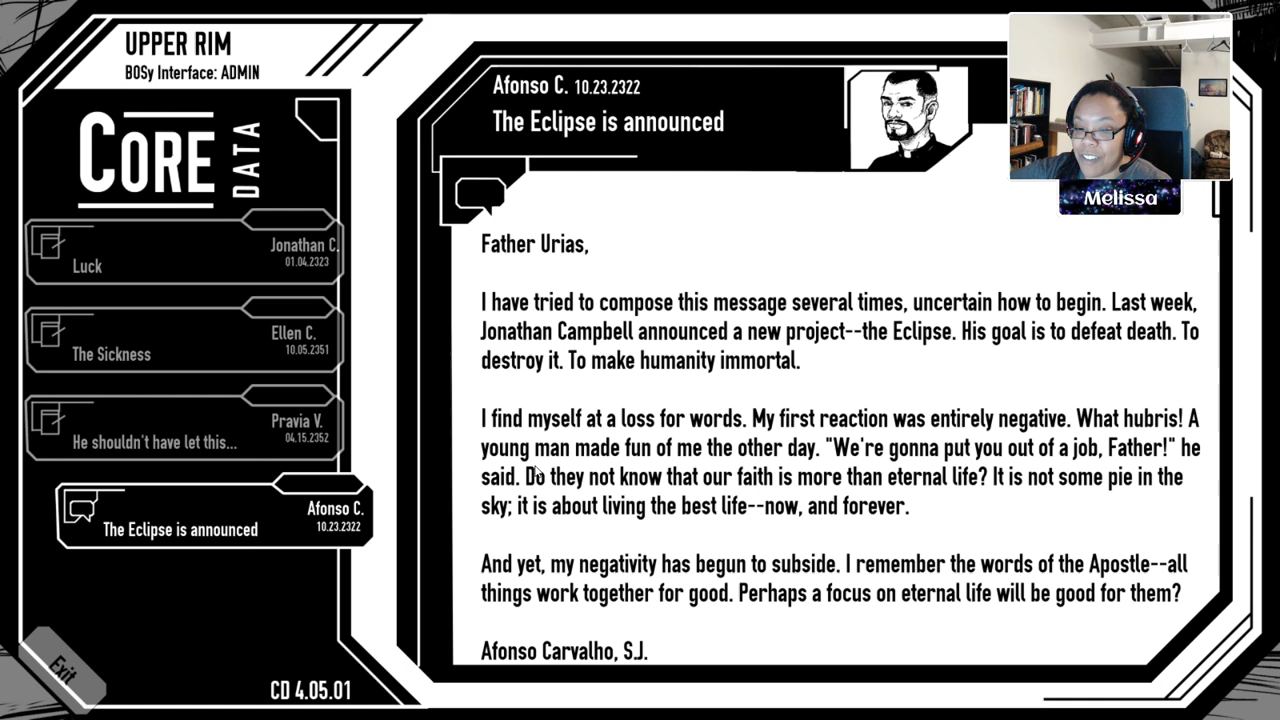 UPPER RIM
BOSy Interface: ADMIN
CORE
DATA
Jonathan C.
01.04.2323
Luck
Ellen C.
10.05.2351
The Sickness
Pravia V.
04.15.2352
He shouldn't have let this...
Afonso C.
10.23.2322
The Eclipse is announced
Exit
CD 4.05.01
Afonso C. 10.23.2322
The Eclipse is announced
Melissa
Father Urias,
I have tried to compose this message several times, uncertain how to begin. Last week,
Jonathan Campbell announced a new project--the Eclipse. His goal is to defeat death. To
destroy it. To make humanity immortal.
I find myself at a loss for words. My first reaction was entirely negative. What hubris! A
young man made fun of me the other day. "We're gonna put you out of a job, Father!" he
said. Do they not know that our faith is more than eternal life? It is not some pie in the
sky; it is about living the best life--now, and forever.
And yet, my negativity has begun to subside. I remember the words of the Apostle--all
things work together for good. Perhaps a focus on eternal life will be good for them?
Afonso Carvalho, S.J.